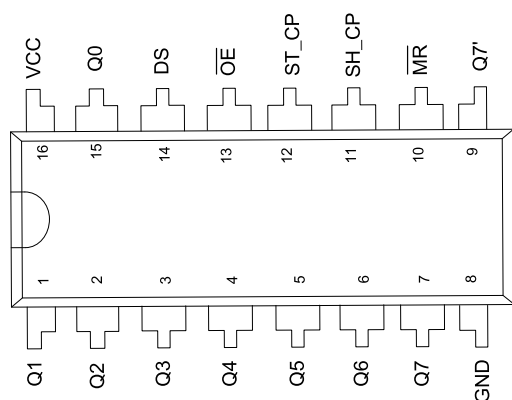 VCC Q0 DS OE ST_CP SH_CP MR Q7'
16 15 14 13 12 11 10 9
1 2 3 4 5 6 7 8
Q1 Q2 Q3 Q4 Q5 Q6 Q7 GND